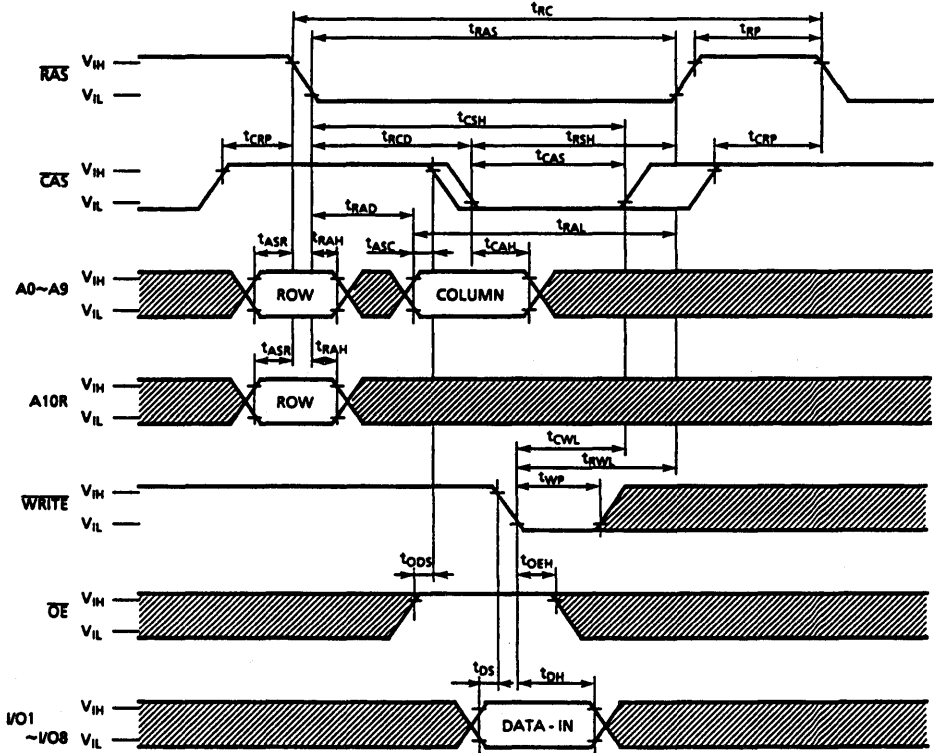 tRC
tRAS
tRP
RAS
VIH
VIL
tCSH
tCRP
tRCD
tRSH
tCRP
tCAS
CAS
VIH
VIL
tRAD
tRAL
tASR
tRAH
tASC
tCAH
A0~A9
VIH
VIL
ROW
COLUMN
tASR
tRAH
A10R
VIH
VIL
ROW
tCWL
tRWL
tWP
WRITE
VIH
VIL
tODS
tOEH
OE
VIH
VIL
tDS
tDH
I/O1
~I/O8
VIH
VIL
DATA - IN